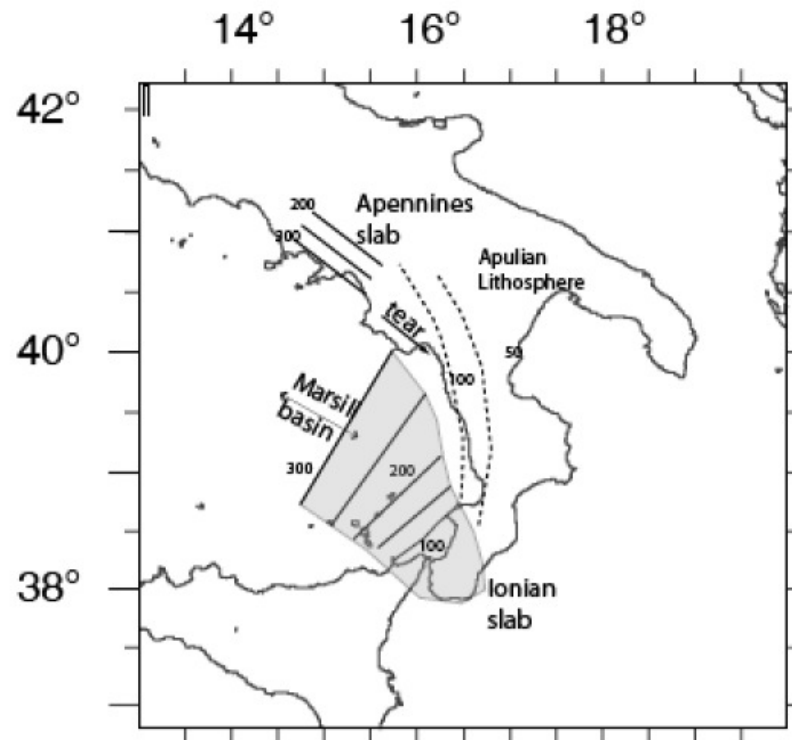 14° 16° 18°
42°
200
Apennines
slab
300
Apulian
Lithosphere
tear
40°
50
100
Marsili
basin
300
200
100
38°
Ionian
slab